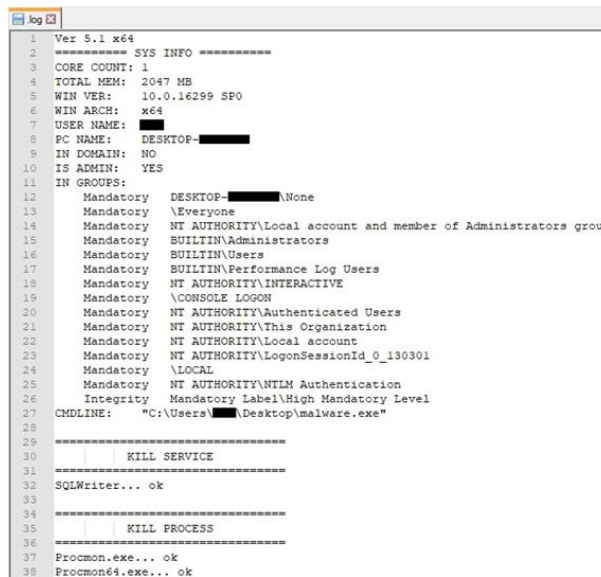 .log
1 Ver 5.1 x64
2 ========== SYS INFO ==========
3 CORE COUNT: 1
4 TOTAL MEM: 2047 MB
5 WIN VER: 10.0.16299 SP0
6 WIN ARCH: x64
7 USER NAME:
8 PC NAME: DESKTOP-
9 IN DOMAIN: NO
10 IS ADMIN: YES
11 IN GROUPS:
12 Mandatory DESKTOP-\None
13 Mandatory \Everyone
14 Mandatory NT AUTHORITY\Local account and member of Administrators grou
15 Mandatory BUILTIN\Administrators
16 Mandatory BUILTIN\Users
17 Mandatory BUILTIN\Performance Log Users
18 Mandatory NT AUTHORITY\INTERACTIVE
19 Mandatory \CONSOLE LOGON
20 Mandatory NT AUTHORITY\Authenticated Users
21 Mandatory NT AUTHORITY\This Organization
22 Mandatory NT AUTHORITY\Local account
23 Mandatory NT AUTHORITY\LogonSessionId_0_130301
24 Mandatory \LOCAL
25 Mandatory NT AUTHORITY\NTLM Authentication
26 Integrity Mandatory Label\High Mandatory Level
27 CMDLINE: "C:\Users\\Desktop\malware.exe"
28
29 ================================
30 KILL SERVICE
31 ================================
32 SQLWriter... ok
33
34 ================================
35 KILL PROCESS
36 ================================
37 Procmon.exe... ok
38 Procmon64.exe... ok